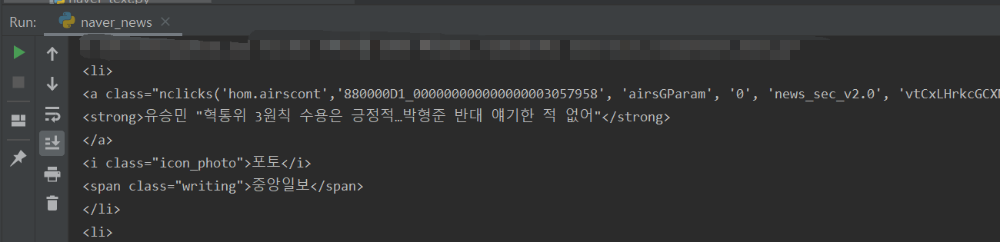 naver_text.py
Run: naver_news
<li>
<a class="nclicks('hom.airscont','880000D1_000000000000000003057958', 'airsGParam', '0', 'news_sec_v2.0', 'vtCxLHrkcGCX
<strong>유승민 "혁통위 3원칙 수용은 긍정적…박형준 반대 얘기한 적 없어"</strong>
</a>
<i class="icon_photo">포토</i>
<span class="writing">중앙일보</span>
</li>
<li>